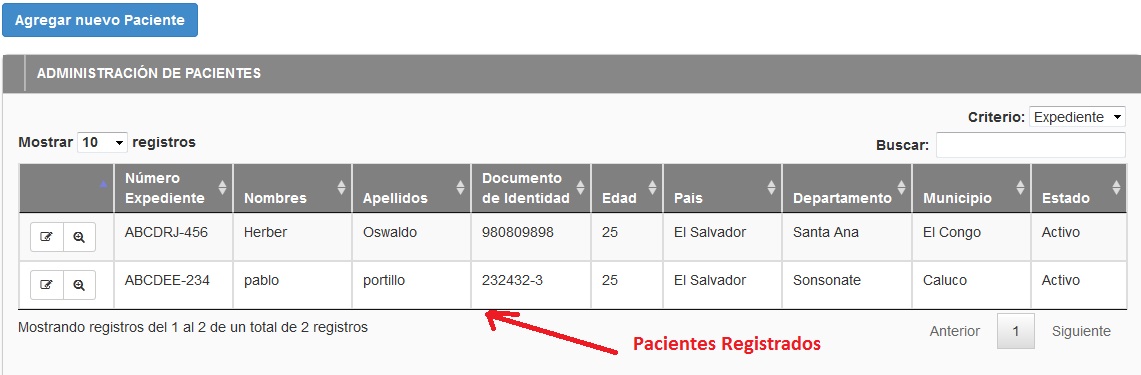 Agregar nuevo Paciente
ADMINISTRACIÓN DE PACIENTES
Criterio: Expediente
Mostrar 10 registros
Buscar:
Número Expediente Nombres Apellidos Documento de Identidad Edad Pais Departamento Municipio Estado
ABCDRJ-456 Herber Oswaldo 980809898 25 El Salvador Santa Ana El Congo Activo
ABCDEE-234 pablo portillo 232432-3 25 El Salvador Sonsonate Caluco Activo
Mostrando registros del 1 al 2 de un total de 2 registros
Anterior 1 Siguiente
Pacientes Registrados